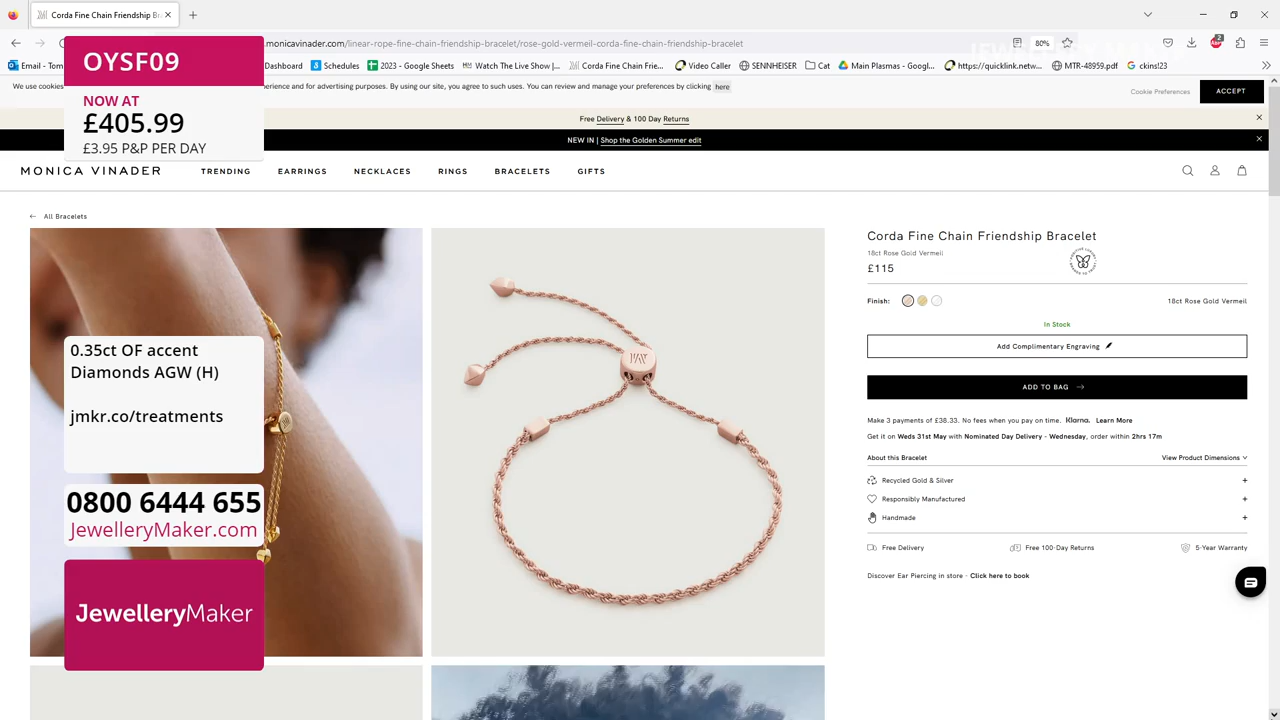 Corda Fine Chain Friendship Br
.monicavinader.com/linear-rope-fine-chain-friendship-bracelet/rose-gold-vermeil-corda-fine-chain-friendship-bracelet
80%
2
Email - Tom
Dashboard
Schedules
2023 - Google Sheets
Watch The Live Show |...
Corda Fine Chain Frie...
Video Caller
SENNHEISER
Cat
Main Plasmas - Googl...
https://quicklink.netw...
MTR-48959.pdf
ckins!23
OYSF09
NOW AT
£405.99
£3.95 P&P PER DAY
We use cookies
experience and for advertising purposes. By using our site, you agree to such uses. You can review and manage your preferences by clicking here
Cookie Preferences
ACCEPT
Free Delivery & 100 Day Returns
NEW IN | Shop the Golden Summer edit
MONICA VINADER
TRENDING
EARRINGS
NECKLACES
RINGS
BRACELETS
GIFTS
All Bracelets
Corda Fine Chain Friendship Bracelet
18ct Rose Gold Vermeil
£115
Finish:
18ct Rose Gold Vermeil
In Stock
Add Complimentary Engraving
ADD TO BAG
Make 3 payments of £38.33. No fees when you pay on time. Klarna. Learn More
Get it on Weds 31st May with Nominated Day Delivery - Wednesday, order within 2hrs 17m
About this Bracelet
View Product Dimensions
Recycled Gold & Silver
Responsibly Manufactured
Handmade
Free Delivery
Free 100-Day Returns
5-Year Warranty
Discover Ear Piercing in store - Click here to book
0.35ct OF accent
Diamonds AGW (H)
jmkr.co/treatments
0800 6444 655
JewelleryMaker.com
JewelleryMaker